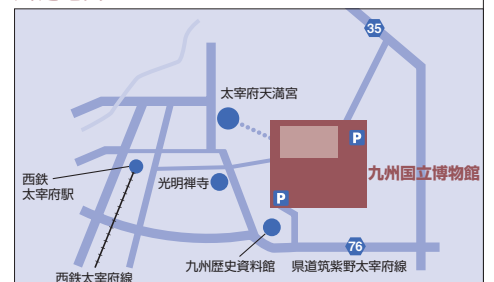 35
太宰府天満宮
P
九州国立博物館
西鉄
太宰府駅
光明禅寺
P
九州歴史資料館
県道筑紫野太宰府線
76
西鉄太宰府線